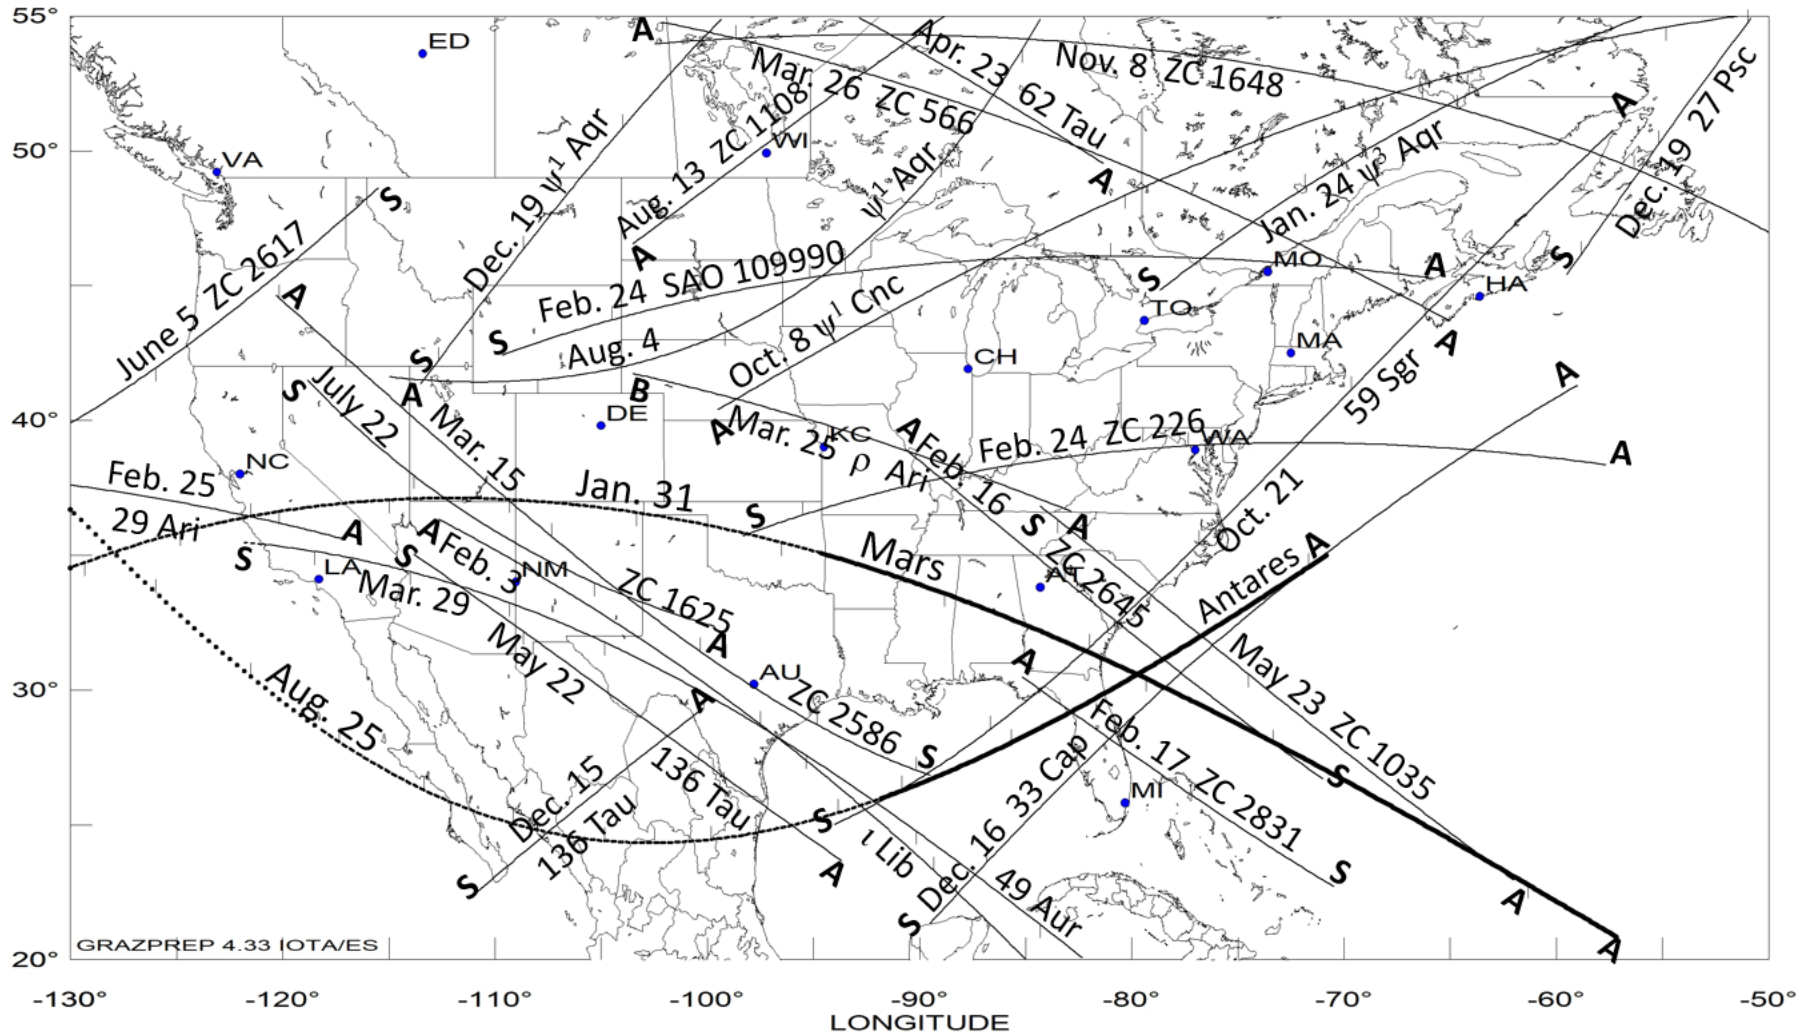 55°
50°
40°
30°
20°
-130°
-120°
-110°
-100°
-90°
-80°
-70°
-60°
-50°
LONGITUDE
GRAZPREP 4.33 IOTA/ES
ED
VA
WI
MO
HA
TO
MA
CH
DE
KC
WA
NC
LA
NM
AU
MI
A
Mar. 26 ZC 566
Apr. 23 62 Tau
Nov. 8 ZC 1648
Dec. 19 27 Psc
S
Dec. 19 ψ¹ Aqr
S
Aug. 13 ZC 1108
A
ψ¹ Aqr
Aug. 4
A
Jan. 24 ψ³ Aqr
S
A
A
June 5 ZC 2617
S
Feb. 24 SAO 109990
S
A
Oct. 8 ψ¹ Cnc
A
A
Mar. 15
S
July 22
B
Mar. 25 ρ Ari
A
Feb. 16
ZC 2645
S
Feb. 24 ZC 226
S
A
59 Sgr
Oct. 21
A
A
Feb. 25
29 Ari
A
Jan. 31
Mars
A
Feb. 3
ZC 1625
A
S
Mar. 29
S
May 22
136 Tau
A
ZC 2586
S
Antares
A
Aug. 25
S
Dec. 15
136 Tau
A
S
ι Lib
49 Aur
Dec. 16 33 Cap
S
A
Feb. 17 ZC 2831
S
A
May 23 ZC 1035
S
A
A